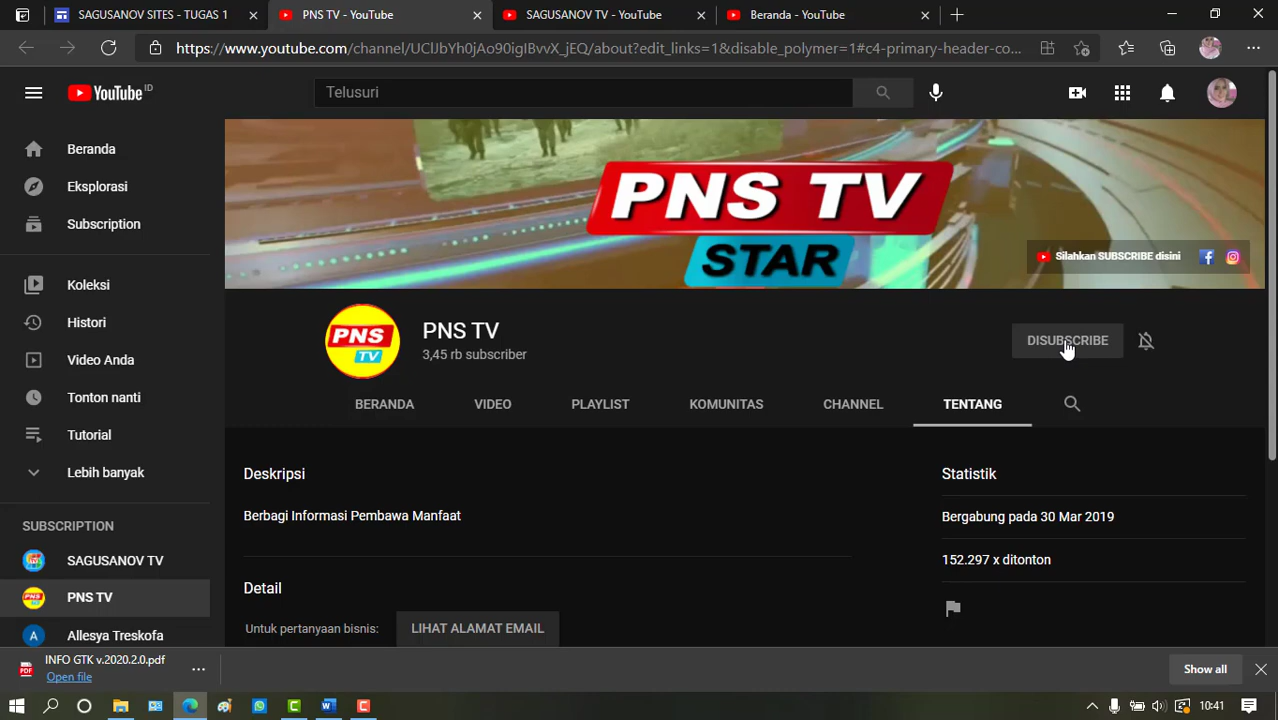 SAGUSANOV SITES - TUGAS 1
PNS TV - YouTube
SAGUSANOV TV - YouTube
Beranda - YouTube
https://www.youtube.com/channel/UClJbYh0jAo90igIBvvX_jEQ/about?edit_links=1&disable_polymer=1#c4-primary-header-co...
YouTube ID
Telusuri
Beranda
Eksplorasi
Subscription
Koleksi
Histori
Video Anda
Tonton nanti
Tutorial
Lebih banyak
SUBSCRIPTION
SAGUSANOV TV
PNS TV
Allesya Treskofa
PNS TV
STAR
Silahkan SUBSCRIBE disini
PNS
TV
PNS TV
3,45 rb subscriber
DISUBSCRIBE
BERANDA
VIDEO
PLAYLIST
KOMUNITAS
CHANNEL
TENTANG
Deskripsi
Berbagi Informasi Pembawa Manfaat
Detail
Untuk pertanyaan bisnis:
LIHAT ALAMAT EMAIL
Statistik
Bergabung pada 30 Mar 2019
152.297 x ditonton
INFO GTK v.2020.2.0.pdf
Open file
Show all
10:41